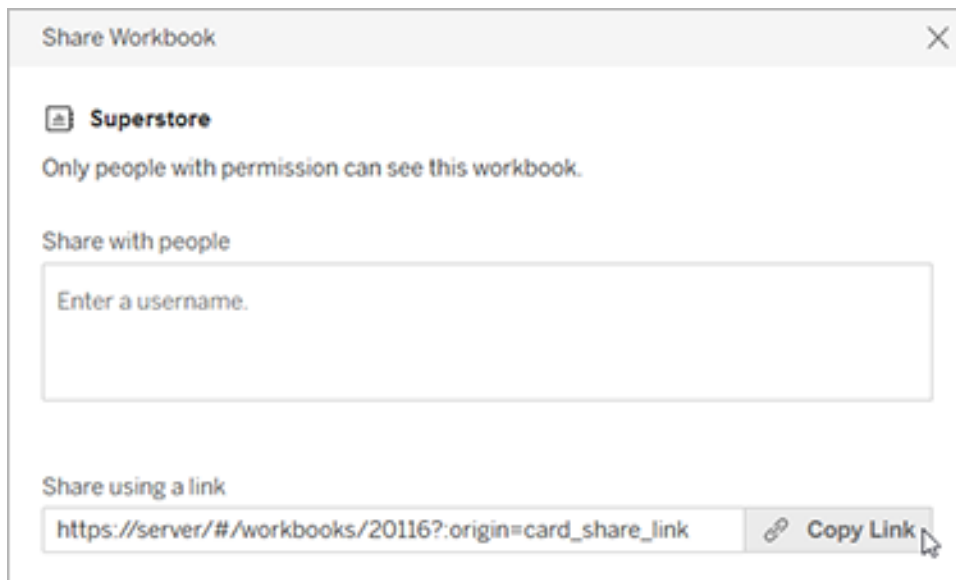 Share Workbook
Superstore
Only people with permission can see this workbook.
Share with people
Enter a username.
Share using a link
https://server/#/workbooks/20116?:origin=card_share_link Copy Link